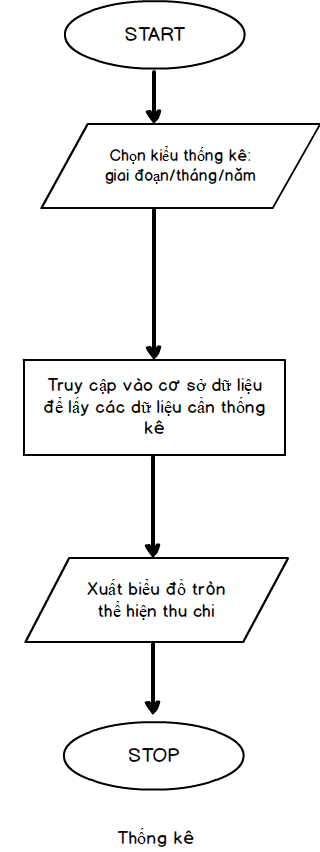 START
Chọn kiểu thống kê:
giai đoạn/tháng/năm
Truy cập vào cơ sở dữ liệu
để lấy các dữ liệu cần thống
kê
Xuất biểu đồ tròn
thể hiện thu chi
STOP
Thống kê